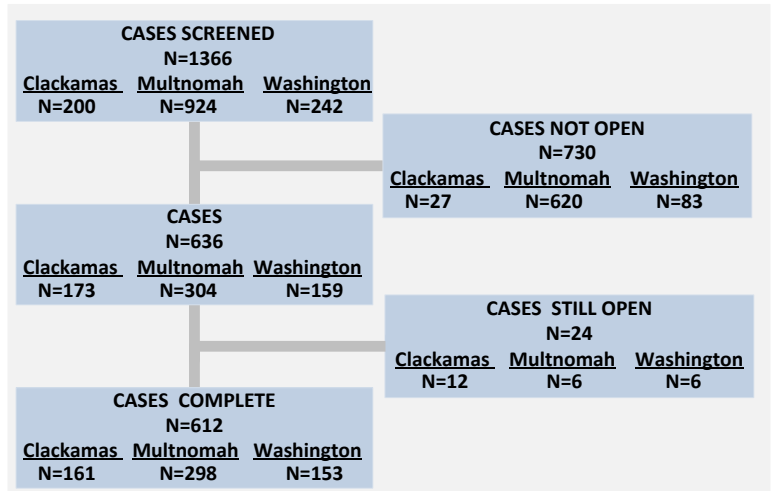 CASES SCREENED
N=1366
Clackamas Multnomah Washington
N=200 N=924 N=242
CASES NOT OPEN
N=730
Clackamas Multnomah Washington
N=27 N=620 N=83
CASES
N=636
Clackamas Multnomah Washington
N=173 N=304 N=159
CASES STILL OPEN
N=24
Clackamas Multnomah Washington
N=12 N=6 N=6
CASES COMPLETE
N=612
Clackamas Multnomah Washington
N=161 N=298 N=153